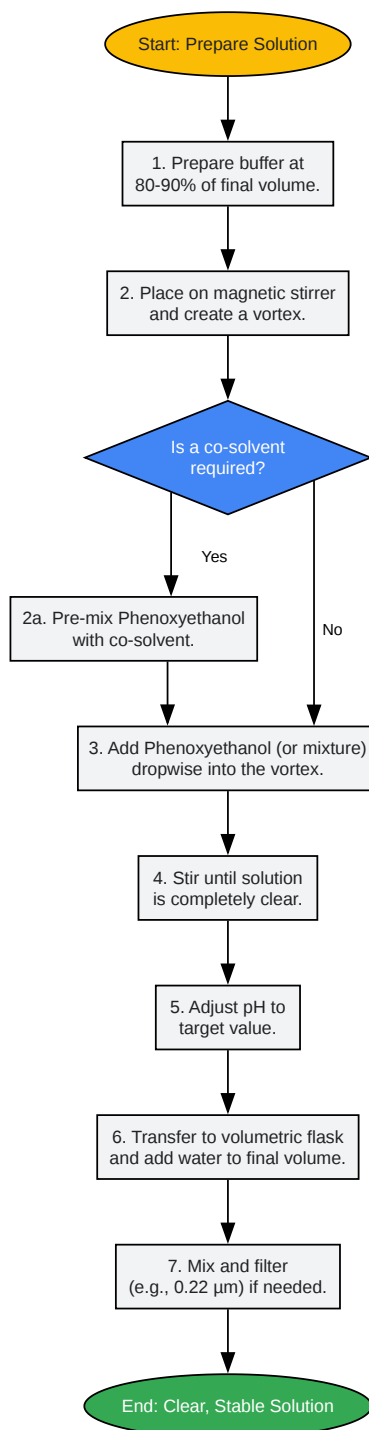 Start: Prepare Solution
1. Prepare buffer at
80-90% of final volume.
2. Place on magnetic stirrer
and create a vortex.
Is a co-solvent
required?
Yes
2a. Pre-mix Phenoxyethanol
with co-solvent.
No
3. Add Phenoxyethanol (or mixture)
dropwise into the vortex.
4. Stir until solution
is completely clear.
5. Adjust pH to
target value.
6. Transfer to volumetric flask
and add water to final volume.
7. Mix and filter
(e.g., 0.22 µm) if needed.
End: Clear, Stable Solution